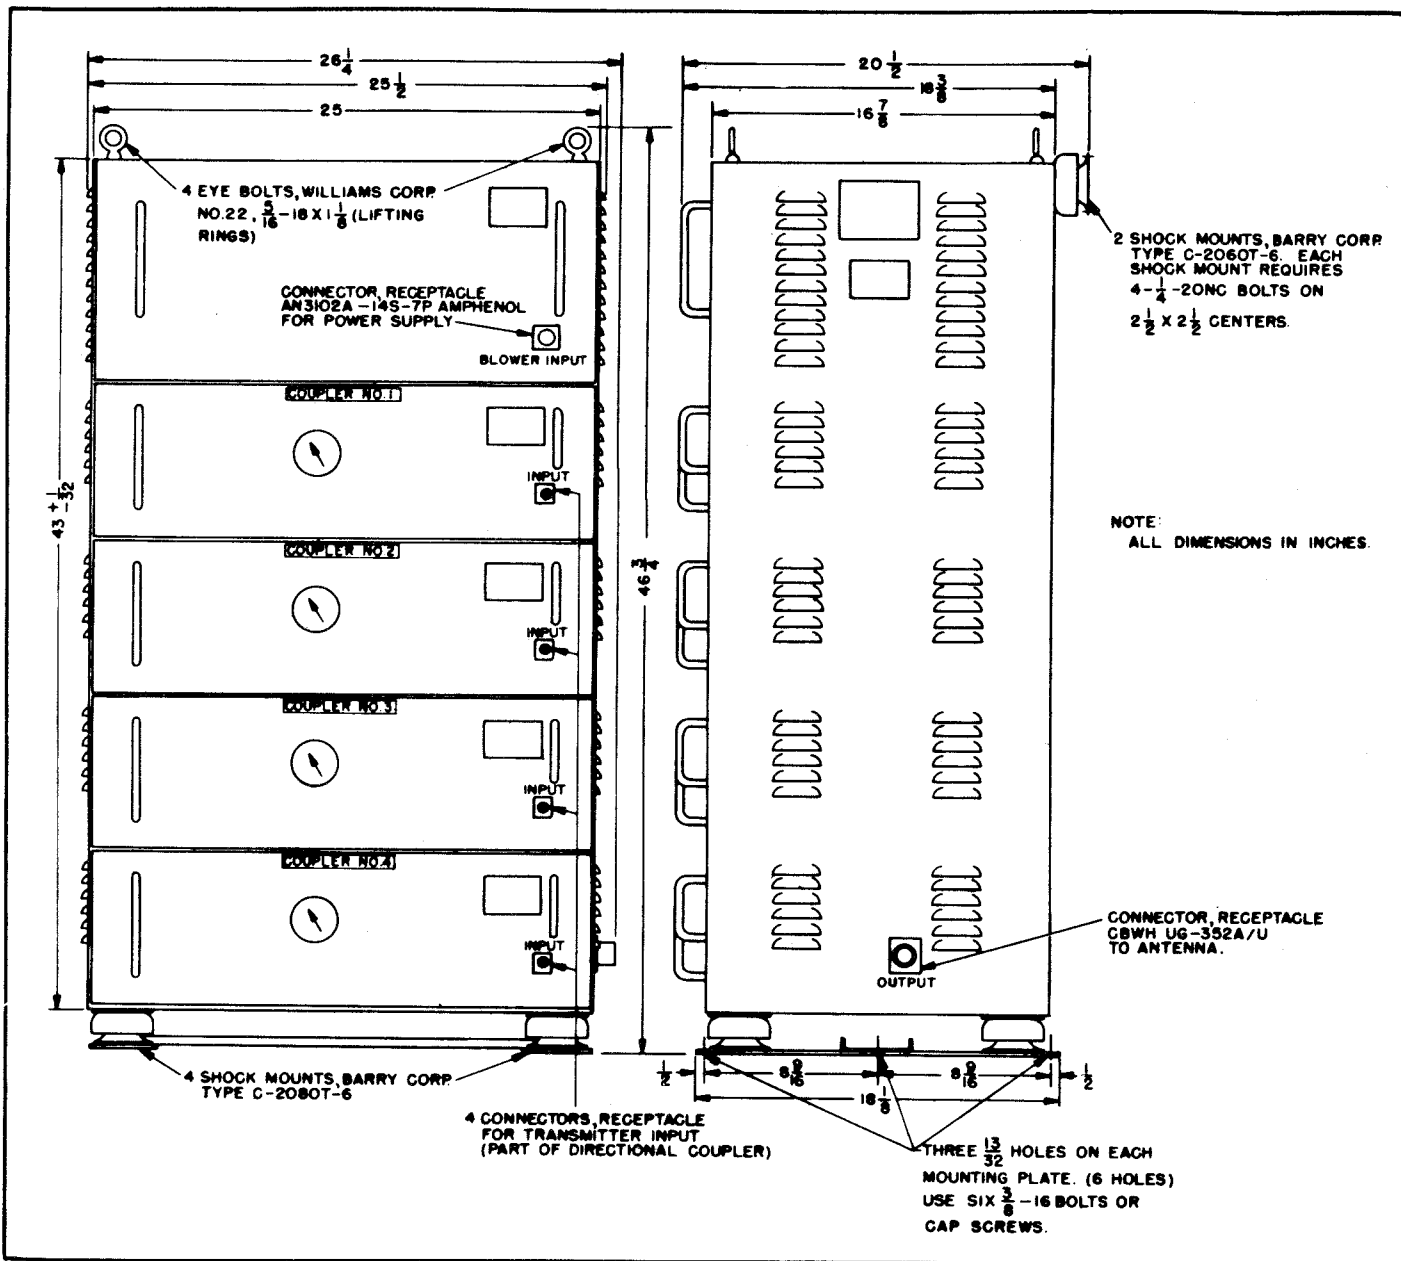 26 1/4
25 1/2
25
20 1/2
18 3/8
16 7/8
4 EYE BOLTS, WILLIAMS CORP.
NO.22, 5/16-18 X 1 1/8 (LIFTING
RINGS)
CONNECTOR, RECEPTACLE
AN3102A-14S-7P AMPHENOL
FOR POWER SUPPLY
BLOWER INPUT
2 SHOCK MOUNTS, BARRY CORP.
TYPE C-2060T-6. EACH
SHOCK MOUNT REQUIRES
4-1/4-20NC BOLTS ON
2 1/2 X 2 1/2 CENTERS.
COUPLER NO.1
INPUT
43 +- 1/32
46 3/4
NOTE:
ALL DIMENSIONS IN INCHES.
COUPLER NO.2
INPUT
COUPLER NO.3
INPUT
COUPLER NO.4
INPUT
CONNECTOR, RECEPTACLE
CBWH UG-352A/U
TO ANTENNA.
OUTPUT
4 SHOCK MOUNTS, BARRY CORP.
TYPE C-2080T-6
1/2
8 9/16
8 9/16
1/2
18 1/8
4 CONNECTORS, RECEPTACLE
FOR TRANSMITTER INPUT
(PART OF DIRECTIONAL COUPLER)
THREE 13/32 HOLES ON EACH
MOUNTING PLATE. (6 HOLES)
USE SIX 3/8-16 BOLTS OR
CAP SCREWS.